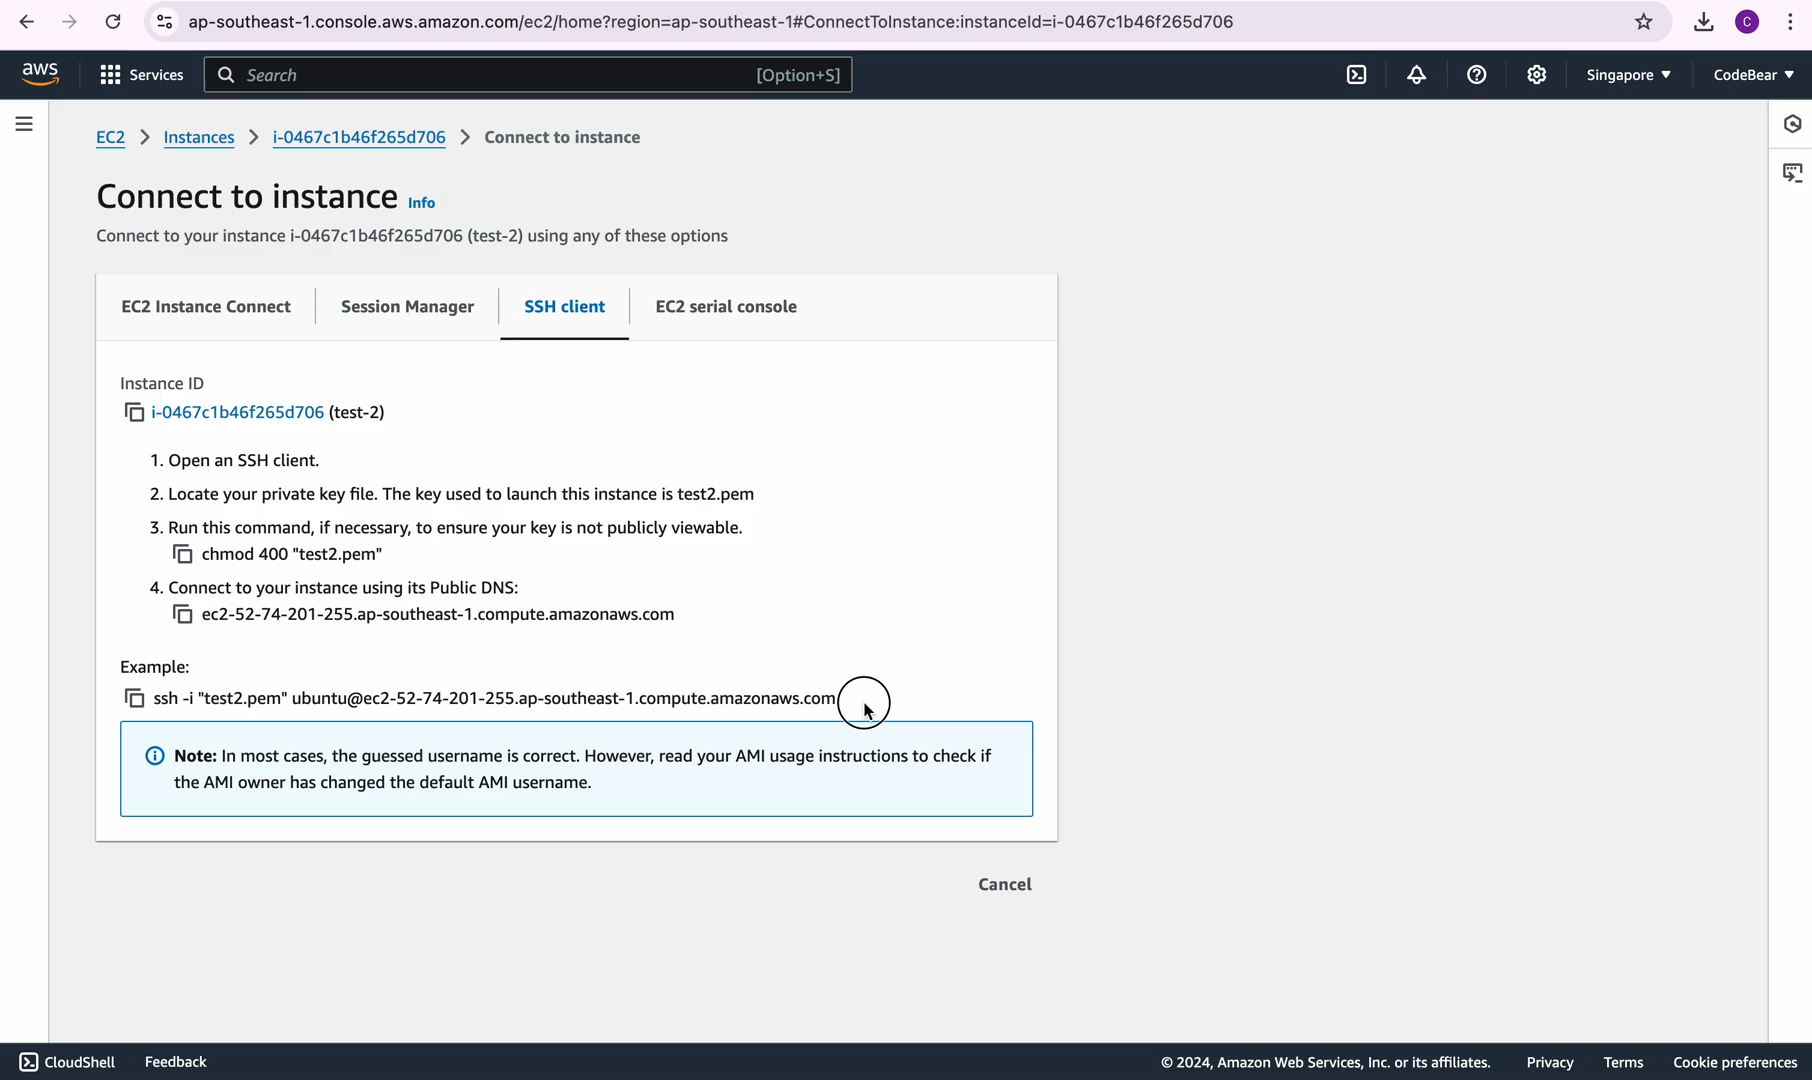 ap-southeast-1.console.aws.amazon.com/ec2/home?region=ap-southeast-1#ConnectToInstance:instanceId=i-0467c1b46f265d706
C
aws
Services
Search
[Option+S]
Singapore
CodeBear
EC2
Instances
i-0467c1b46f265d706
Connect to instance
Connect to instance Info
Connect to your instance i-0467c1b46f265d706 (test-2) using any of these options
EC2 Instance Connect
Session Manager
SSH client
EC2 serial console
Instance ID
i-0467c1b46f265d706 (test-2)
1. Open an SSH client.
2. Locate your private key file. The key used to launch this instance is test2.pem
3. Run this command, if necessary, to ensure your key is not publicly viewable.
chmod 400 "test2.pem"
4. Connect to your instance using its Public DNS:
ec2-52-74-201-255.ap-southeast-1.compute.amazonaws.com
Example:
ssh -i "test2.pem" ubuntu@ec2-52-74-201-255.ap-southeast-1.compute.amazonaws.com
Note: In most cases, the guessed username is correct. However, read your AMI usage instructions to check if
the AMI owner has changed the default AMI username.
Cancel
CloudShell
Feedback
© 2024, Amazon Web Services, Inc. or its affiliates.
Privacy
Terms
Cookie preferences